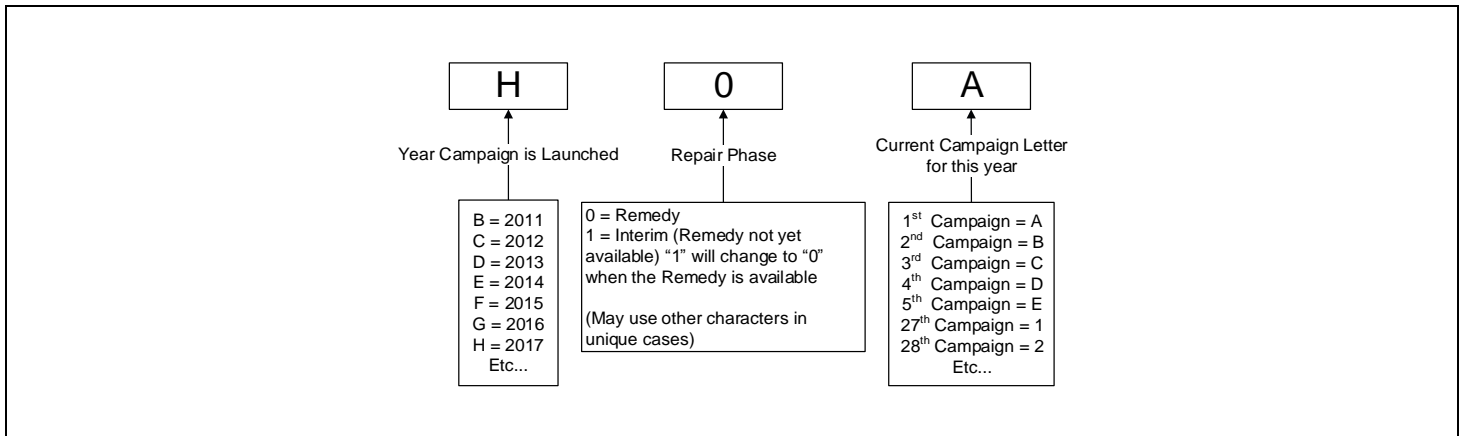 H
0
A
Year Campaign is Launched
Repair Phase
Current Campaign Letter
for this year
B = 2011
C = 2012
D = 2013
E = 2014
F = 2015
G = 2016
H = 2017
Etc...
0 = Remedy
1 = Interim (Remedy not yet
available) “1” will change to “0”
when the Remedy is available
(May use other characters in
unique cases)
1st Campaign = A
2nd Campaign = B
3rd Campaign = C
4th Campaign = D
5th Campaign = E
27th Campaign = 1
28th Campaign = 2
Etc...